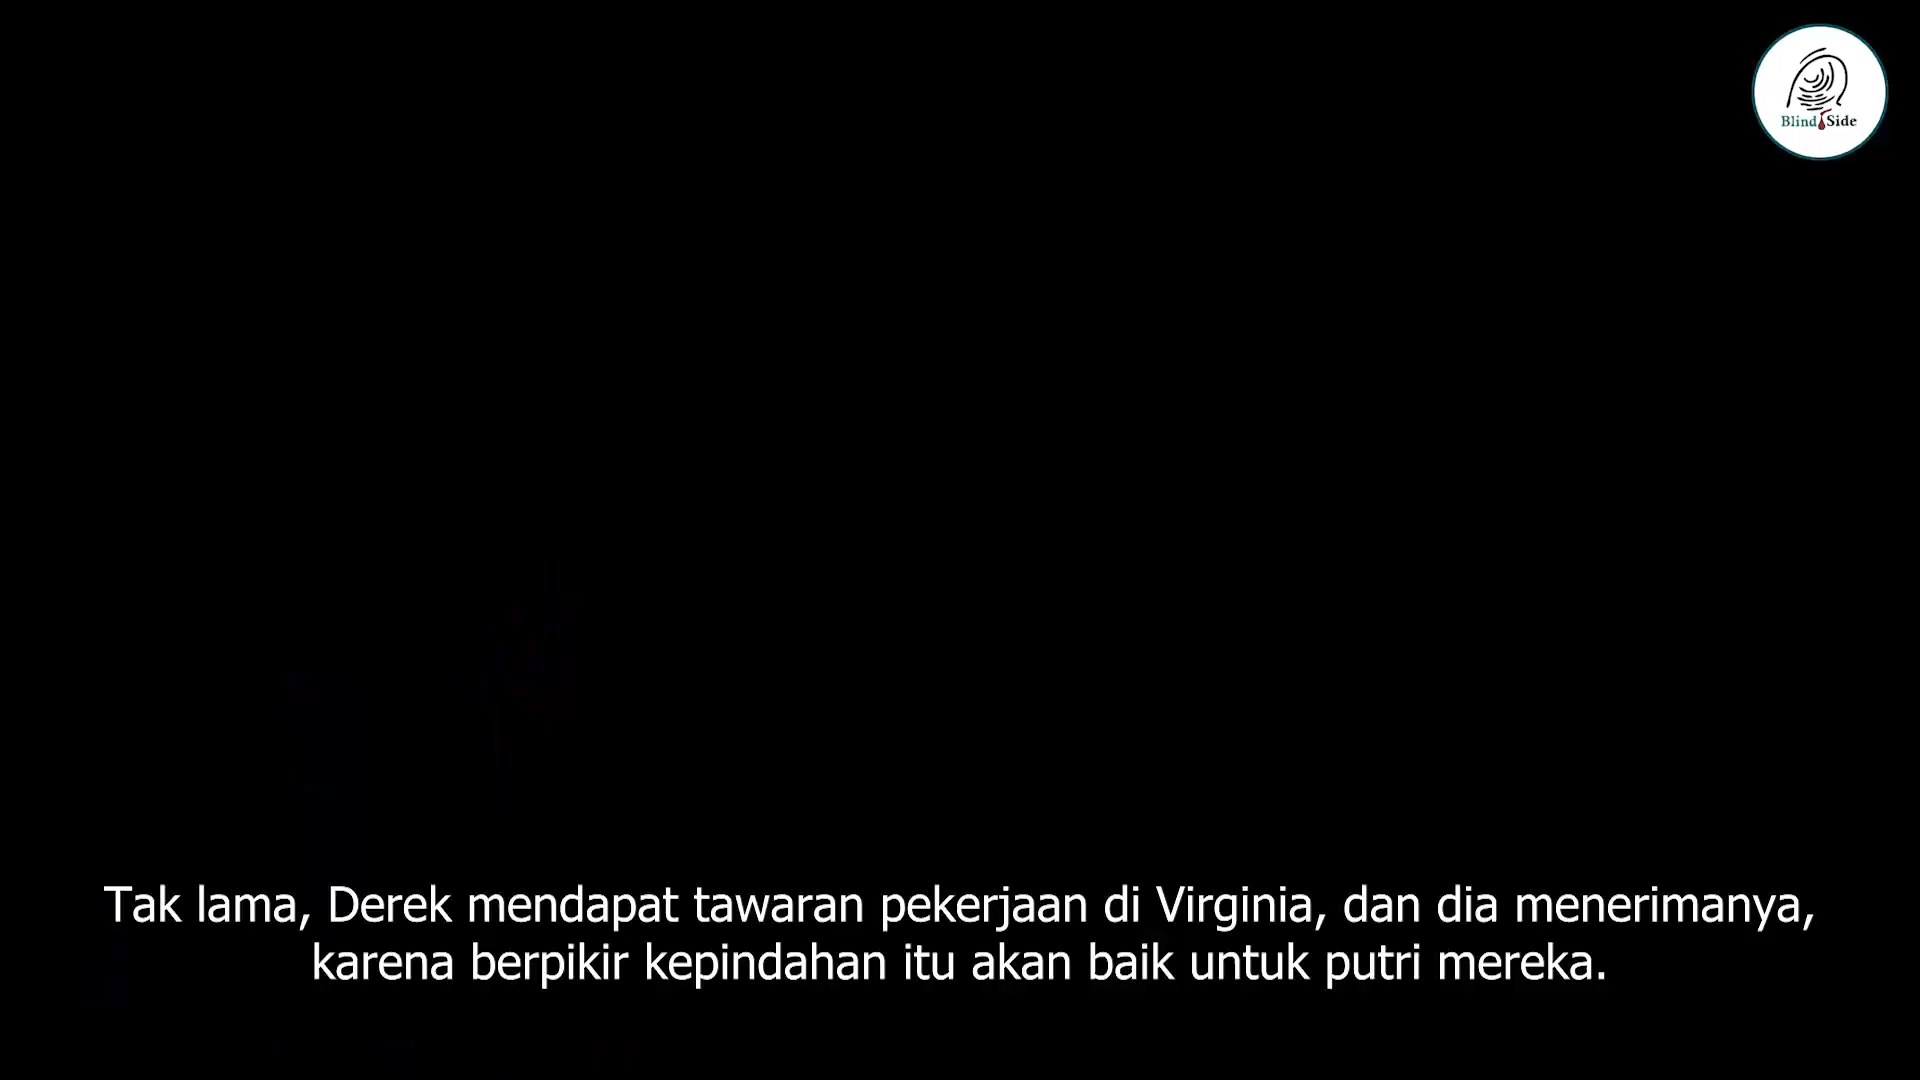 Blind Side
Tak lama, Derek mendapat tawaran pekerjaan di Virginia, dan dia menerimanya,
karena berpikir kepindahan itu akan baik untuk putri mereka.